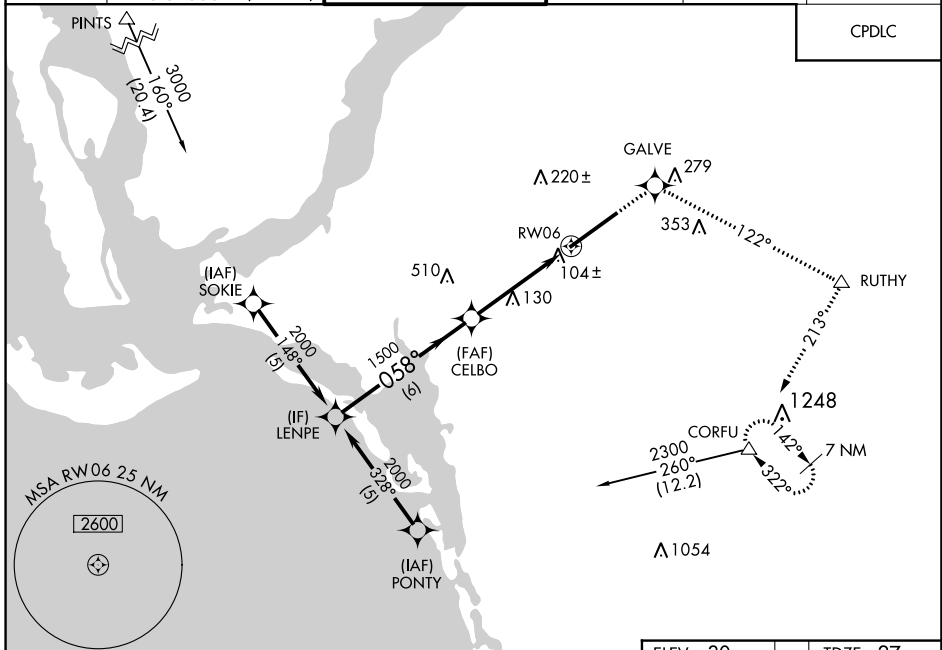 CPDLC
PINTS
3000
160°
(20.4)
GALVE
220±
279
RW06
353
122°
104±
510
(IAF)
SOKIE
130
RUTHY
2000
148°
(5)
1500
058°
(6)
(FAF)
CELBO
213°
(IF)
LENPE
1248
CORFU
142°
7 NM
2300
260°
(12.2)
322°
2000
328°
(5)
MSA RW06 25 NM
2600
(IAF)
PONTY
1054